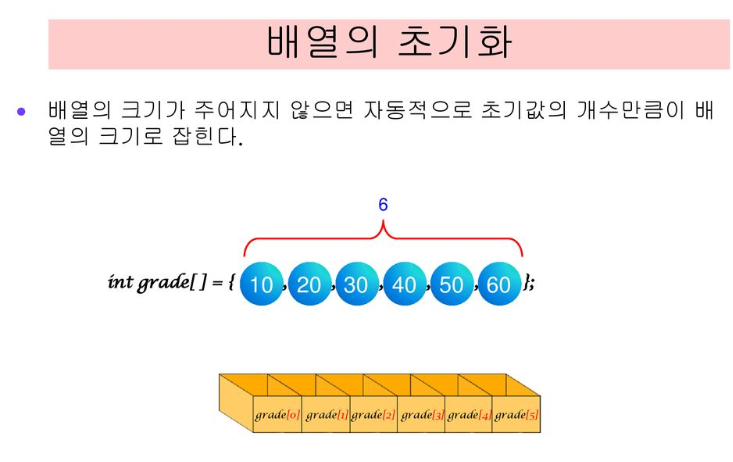 배열의 초기화
• 배열의 크기가 주어지지 않으면 자동적으로 초기값의 개수만큼이 배
열의 크기로 잡힌다.
6
int grade[ ] = { 10 , 20 , 30 , 40 , 50 , 60 };
grade[0] grade[1] grade[2] grade[3] grade[4] grade[5]